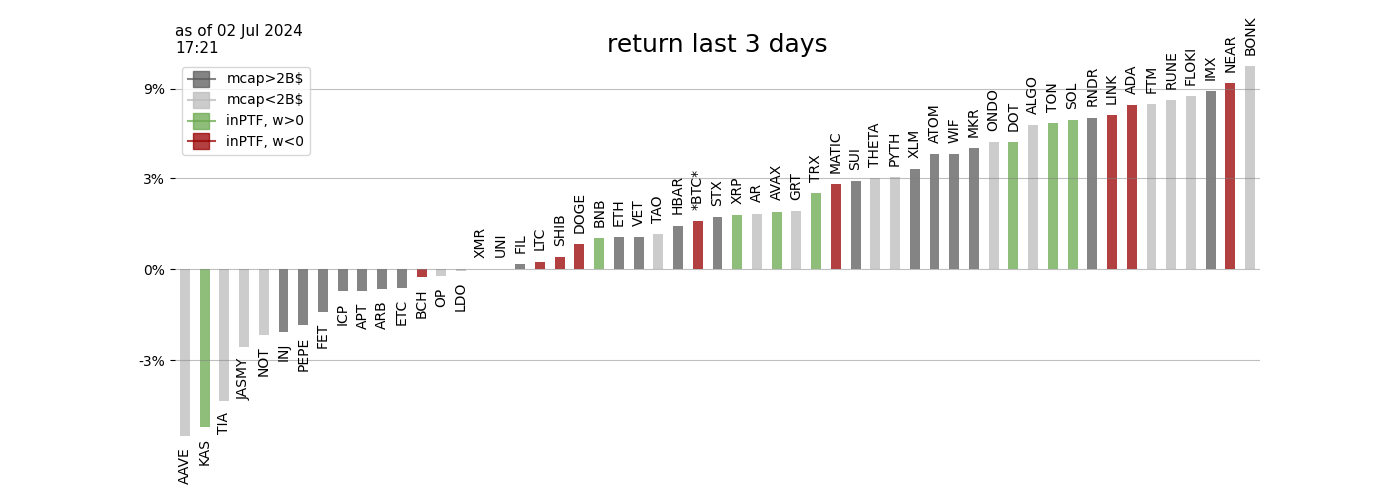 as of 02 Jul 2024
17:21
return last 3 days
mcap>2B$
mcap<2B$
inPTF, w>0
inPTF, w<0
9%
3%
0%
-3%
AAVE
KAS
TIA
JASMY
NOT
INJ
PEPE
FET
ICP
APT
ARB
ETC
BCH
OP
LDO
XMR
UNI
FIL
LTC
SHIB
DOGE
BNB
ETH
VET
TAO
HBAR
*BTC*
STX
XRP
AR
AVAX
GRT
TRX
MATIC
SUI
THETA
PYTH
XLM
ATOM
WIF
MKR
ONDO
DOT
ALGO
TON
SOL
RNDR
LINK
ADA
FTM
RUNE
FLOKI
IMX
NEAR
BONK